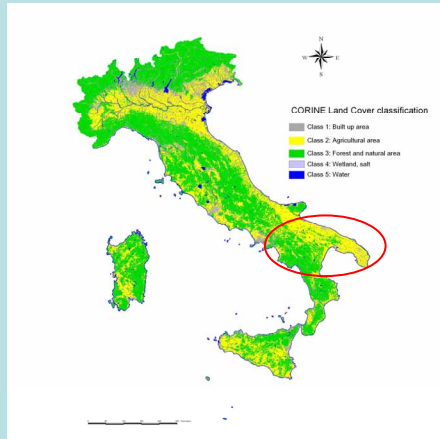 N
W E
S
CORINE Land Cover classification
Class 1: Built up area
Class 2: Agricultural area
Class 3: Forest and natural area
Class 4: Wetland, salt
Class 5: Water